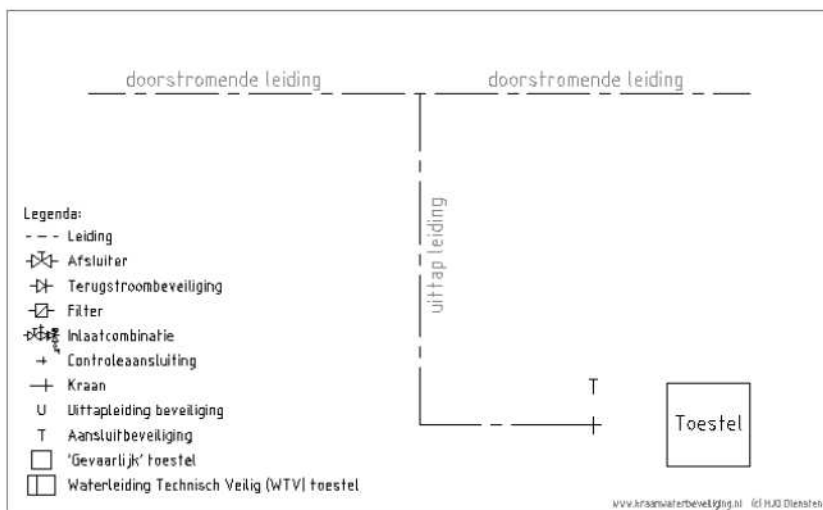 doorstromende leiding
doorstromende leiding
uittap leiding
Legenda:
Leiding
Afsluiter
Terugstroombeveiliging
Filter
Inlaatcombinatie
Controleaansluiting
Kraan
U Uittapleiding beveiliging
T Aansluitbeveiliging
'Gevaarlijk' toestel
Waterleiding Technisch Veilig (WTV) toestel
T
Toestel
www.kraanwaterbeveiliging.nl (c) HJO Diensten